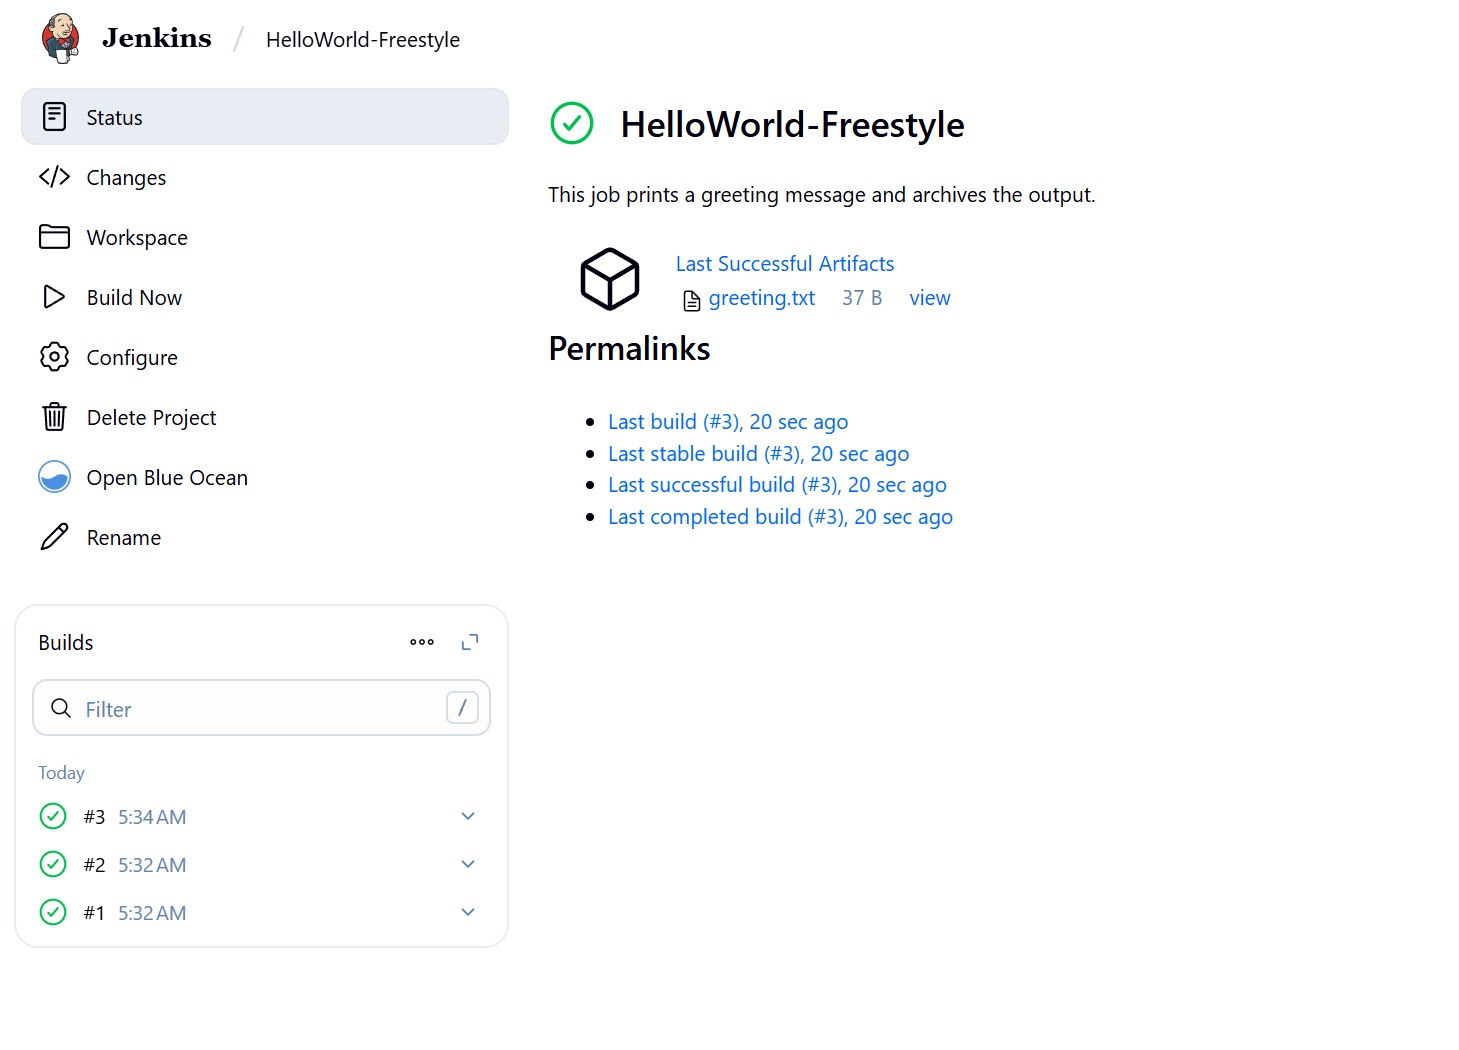 Jenkins / HelloWorld-Freestyle
Status
Changes
Workspace
Build Now
Configure
Delete Project
Open Blue Ocean
Rename
Builds
Filter /
Today
#3 5:34 AM
#2 5:32 AM
#1 5:32 AM
HelloWorld-Freestyle
This job prints a greeting message and archives the output.
Last Successful Artifacts
greeting.txt 37 B view
Permalinks
Last build (#3), 20 sec ago
Last stable build (#3), 20 sec ago
Last successful build (#3), 20 sec ago
Last completed build (#3), 20 sec ago